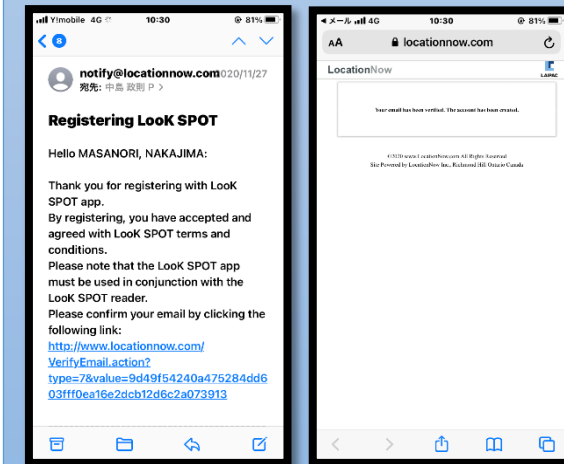 Y!mobile 4G 10:30 81%
8
notify@locationnow.com 2020/11/27
宛先: 中島 政則 P >
Registering LooK SPOT
Hello MASANORI, NAKAJIMA:
Thank you for registering with LooK
SPOT app.
By registering, you have accepted and
agreed with LooK SPOT terms and
conditions.
Please note that the LooK SPOT app
must be used in conjunction with the
LooK SPOT reader.
Please confirm your email by clicking the
following link:
http://www.locationnow.com/
VerifyEmail.action?
type=7&value=9d49f54240a475284dd6
03fff0ea16e2dcb12d6c2a073913
メール 4G 10:30 81%
AA locationnow.com
LocationNow
LAPAC
Your email has been verified. The account has been created.
©2020 www.LocationNow.com All Rights Reserved
Site Powered by LocationNow Inc., Richmond Hill Ontario Canada